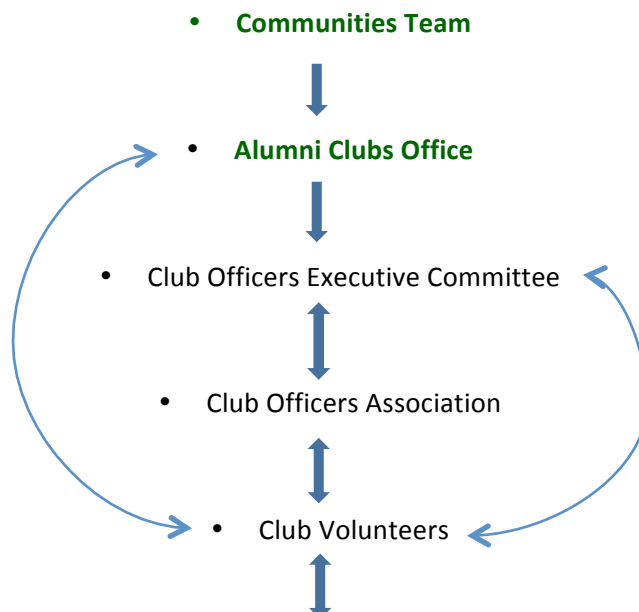 • Communities Team
• Alumni Clubs Office
• Club Officers Executive Committee
• Club Officers Association
• Club Volunteers